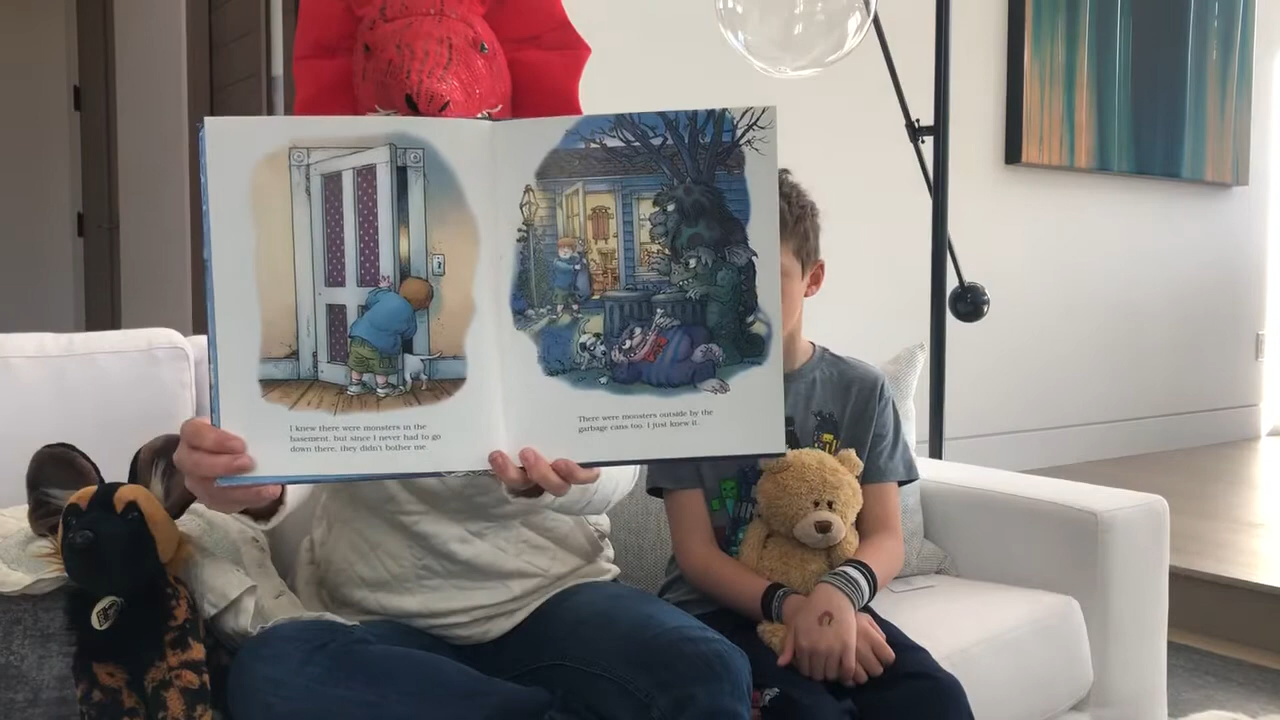 I knew there were monsters in the
basement, but since I never had to go
down there, they didn't bother me.
There were monsters outside by the
garbage cans too. I just knew it.